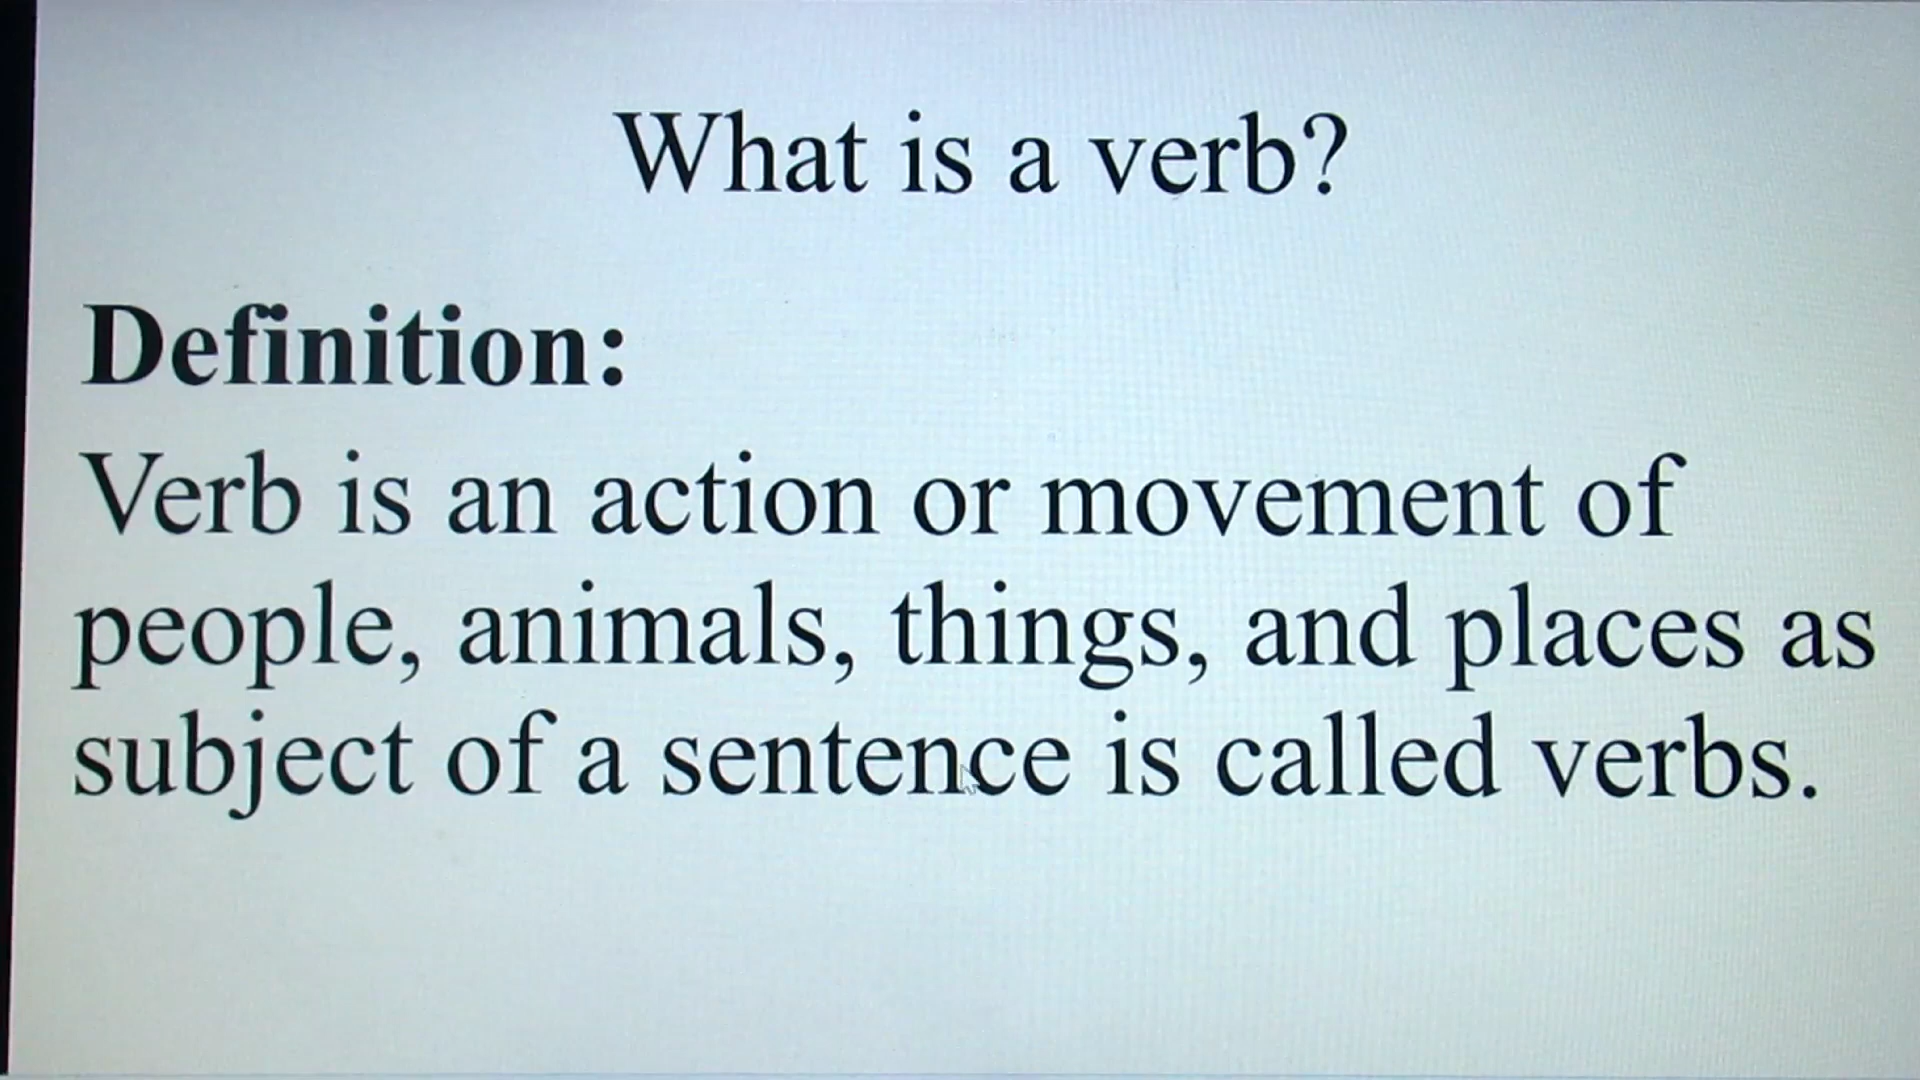 What is a verb?
Definition:
Verb is an action or movement of
people, animals, things, and places as
subject of a sentence is called verbs.